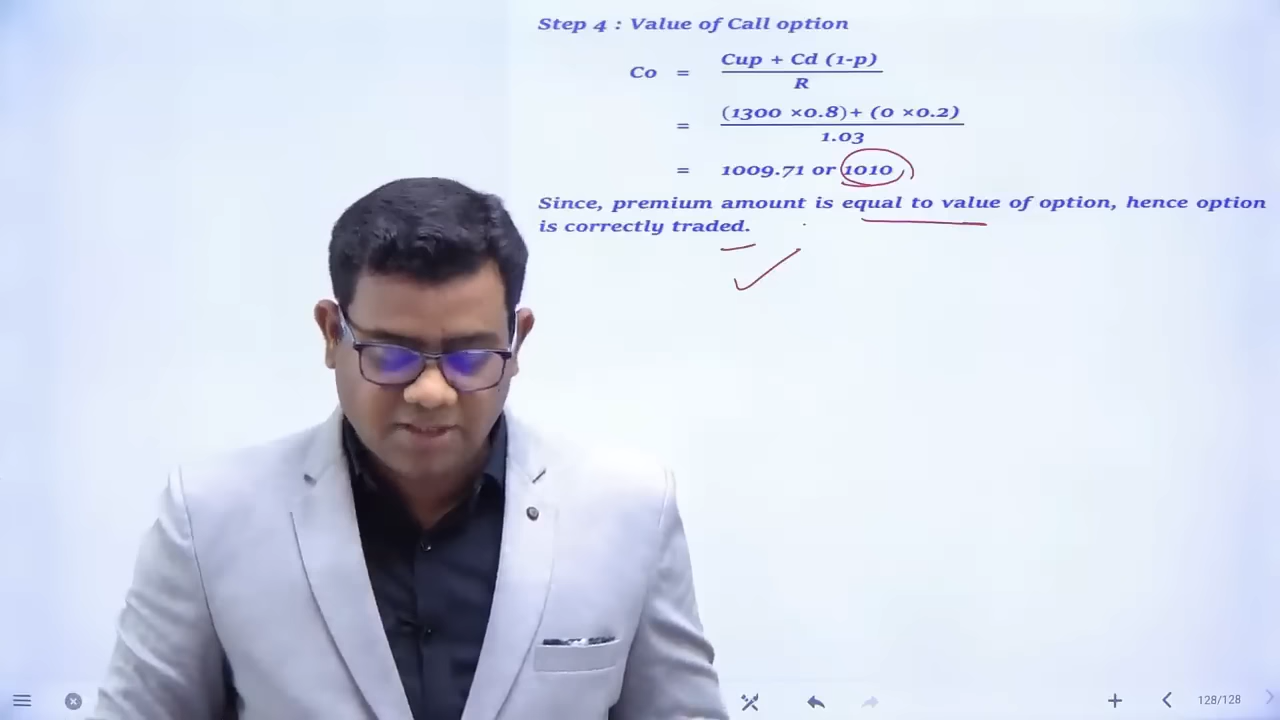 Step 4 : Value of Call option
Co = Cup + Cd (1-p)
R
= (1300 ×0.8)+ (0 ×0.2)
1.03
= 1009.71 or 1010
Since, premium amount is equal to value of option, hence option
is correctly traded.
128/128